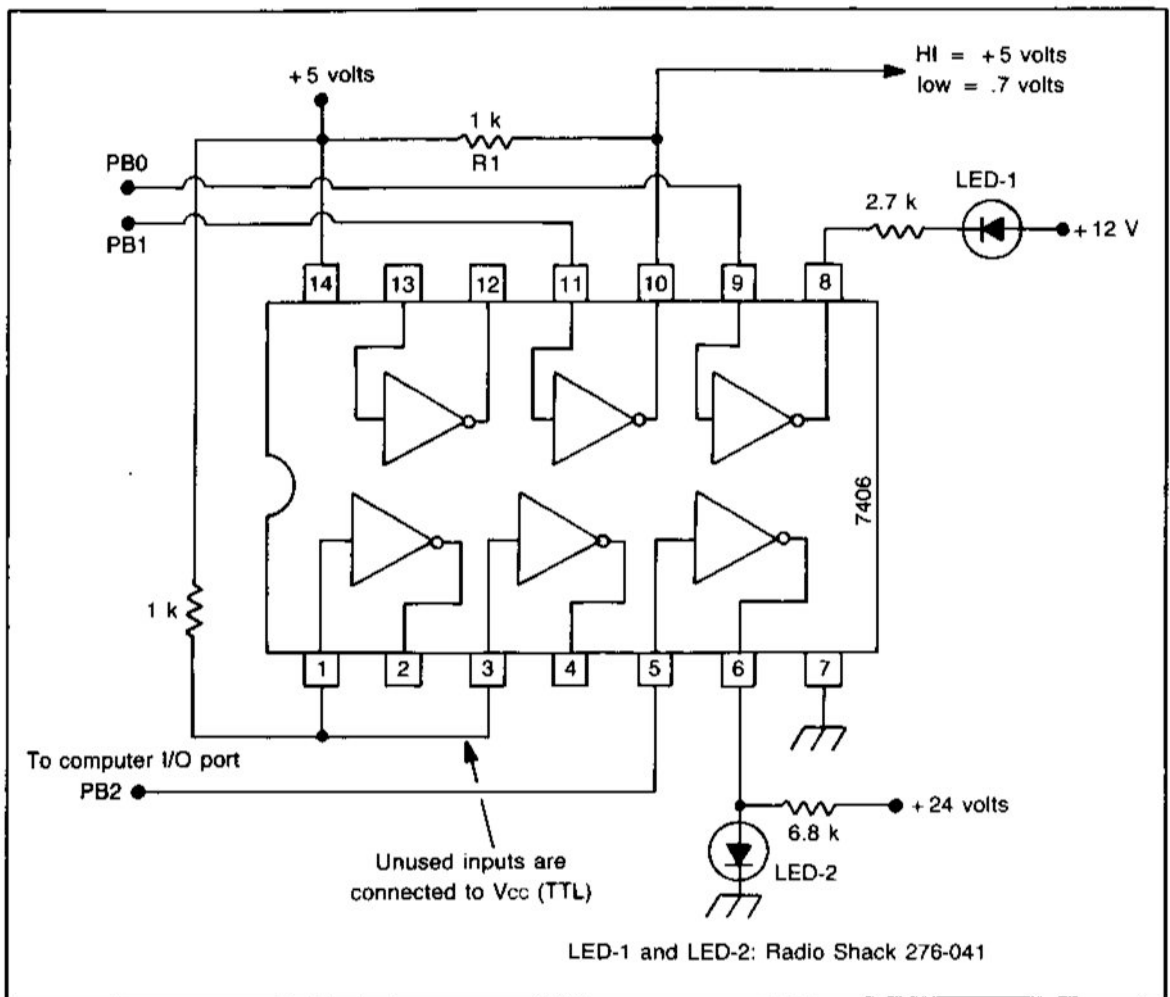 +5 volts
HI = +5 volts
low = .7 volts
1 k
R1
PB0
PB1
LED-1
2.7 k
+12 V
14
13
12
11
10
9
8
7406
1 k
1
2
3
4
5
6
7
To computer I/O port
PB2
+24 volts
6.8 k
LED-2
Unused inputs are
connected to Vcc (TTL)
LED-1 and LED-2: Radio Shack 276-041